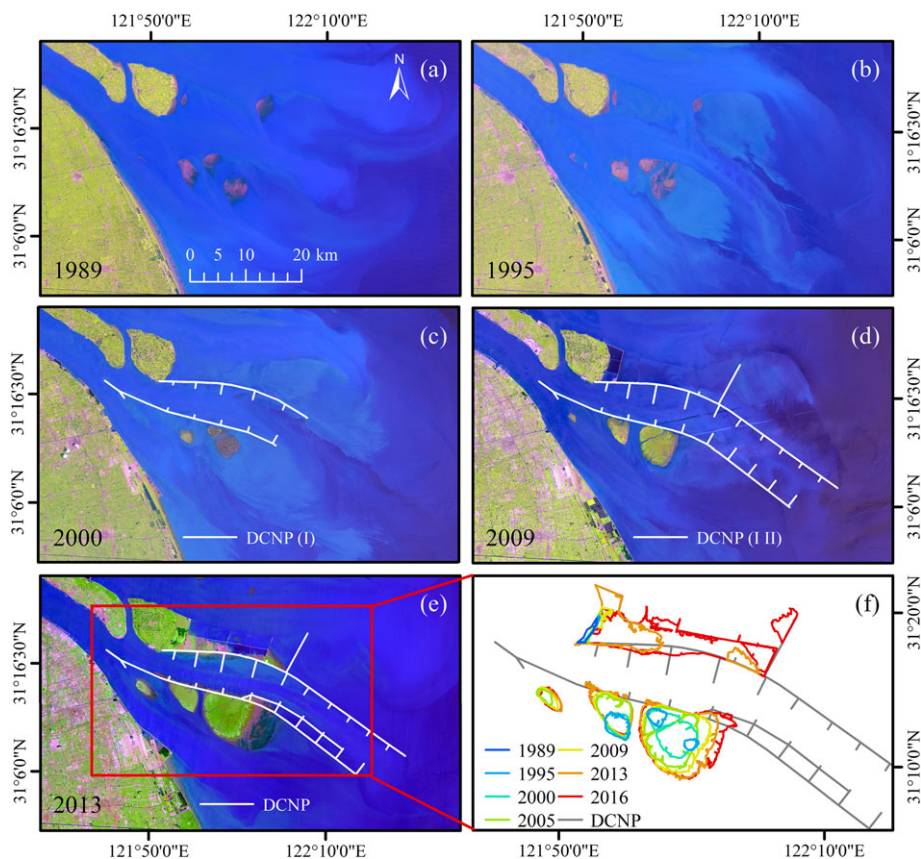 121°50'0"E 122°10'0"E 121°50'0"E 122°10'0"E
(a)
N
(b)
31°16'30"N
31°16'30"N
31°6'0"N
31°6'0"N
0 5 10 20 km
1989
1995
(c)
(d)
31°16'30"N
31°16'30"N
31°6'0"N
31°6'0"N
2000
DCNP (I)
2009
DCNP (I II)
(e)
(f)
31°16'30"N
31°20'0"N
31°6'0"N
31°10'0"N
2013
DCNP
1989 2009
1995 2013
2000 2016
2005 DCNP
121°50'0"E 122°10'0"E 121°50'0"E 122°10'0"E